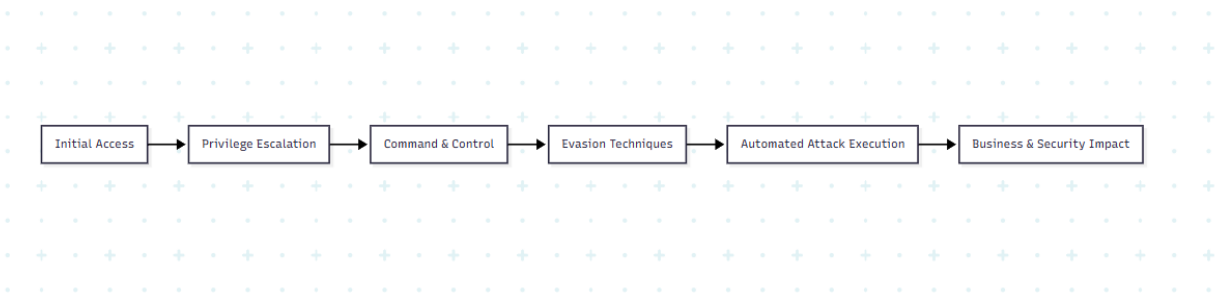 Initial Access
Privilege Escalation
Command & Control
Evasion Techniques
Automated Attack Execution
Business & Security Impact